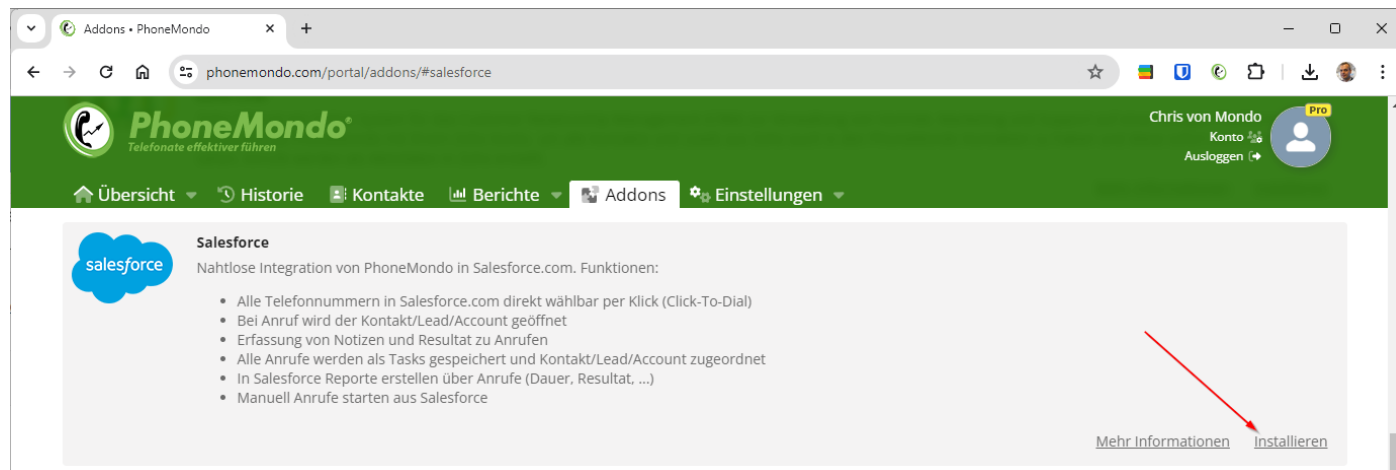 Addons • PhoneMondo
phonemondo.com/portal/addons/#salesforce
PhoneMondo®
Telefonate effektiver führen
Chris von Mondo
Pro
Konto
Ausloggen
Übersicht Historie Kontakte Berichte Addons Einstellungen
salesforce
Salesforce
Nahtlose Integration von PhoneMondo in Salesforce.com. Funktionen:
Alle Telefonnummern in Salesforce.com direkt wählbar per Klick (Click-To-Dial)
Bei Anruf wird der Kontakt/Lead/Account geöffnet
Erfassung von Notizen und Resultat zu Anrufen
Alle Anrufe werden als Tasks gespeichert und Kontakt/Lead/Account zugeordnet
In Salesforce Reporte erstellen über Anrufe (Dauer, Resultat, ...)
Manuell Anrufe starten aus Salesforce
Mehr Informationen Installieren